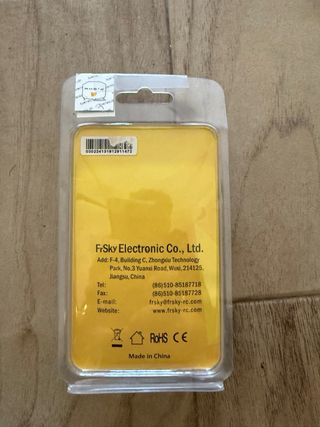 FrSky Electronic Co., Ltd.
Add: F-4, Building C, Zhongxiu Technology
Park, No.3 Yuanxi Road, Wuxi, 214125,
Jiangsu, China
Tel: (86)510-85187718
Fax: (86)510-85187728
E-mail: frsky@frsky-rc.com
Website: www.frsky-rc.com
RoHS CE
Made in China